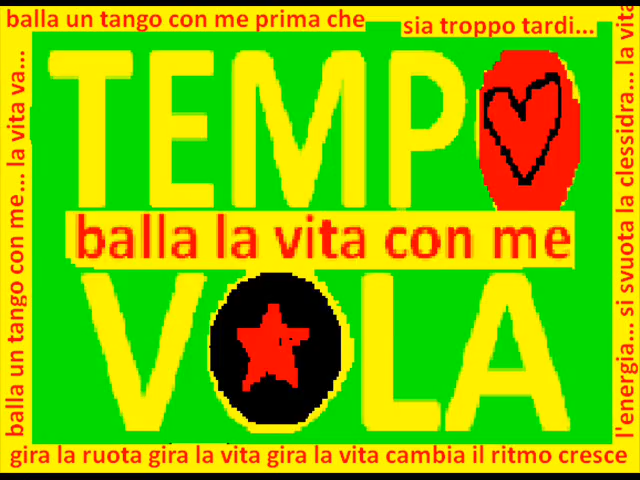 balla un tango con me prima che
sia troppo tardi...
TEMPO
balla la vita con me
VOLA
balla un tango con me... la vita va...
l'energia... si svuota la clessidra... la vita
gira la ruota gira la vita gira la vita cambia il ritmo cresce